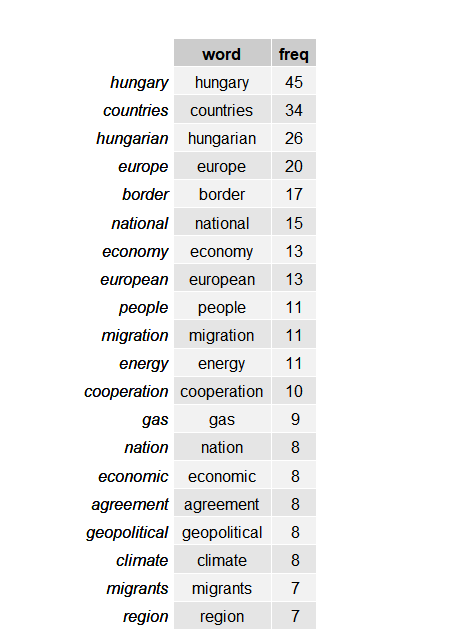 word freq
hungary hungary 45
countries countries 34
hungarian hungarian 26
europe europe 20
border border 17
national national 15
economy economy 13
european european 13
people people 11
migration migration 11
energy energy 11
cooperation cooperation 10
gas gas 9
nation nation 8
economic economic 8
agreement agreement 8
geopolitical geopolitical 8
climate climate 8
migrants migrants 7
region region 7